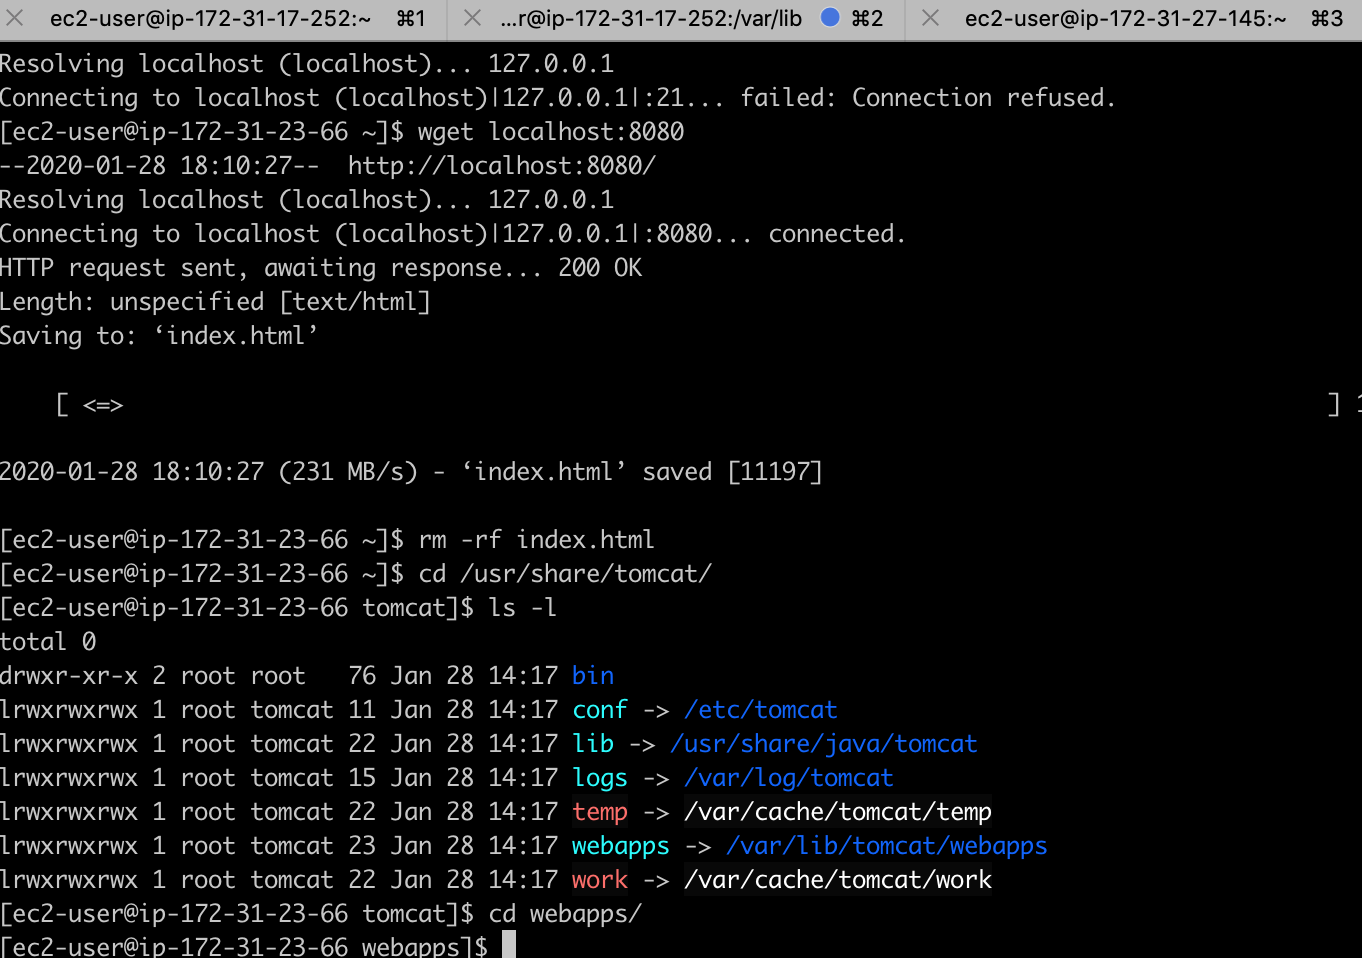 ec2-user@ip-172-31-17-252:~ ⌘1 ...r@ip-172-31-17-252:/var/lib ⌘2 ec2-user@ip-172-31-27-145:~ ⌘3
Resolving localhost (localhost)... 127.0.0.1
Connecting to localhost (localhost)|127.0.0.1|:21... failed: Connection refused.
[ec2-user@ip-172-31-23-66 ~]$ wget localhost:8080
--2020-01-28 18:10:27--  http://localhost:8080/
Resolving localhost (localhost)... 127.0.0.1
Connecting to localhost (localhost)|127.0.0.1|:8080... connected.
HTTP request sent, awaiting response... 200 OK
Length: unspecified [text/html]
Saving to: ‘index.html’
[ <=> ] 1
2020-01-28 18:10:27 (231 MB/s) - ‘index.html’ saved [11197]
[ec2-user@ip-172-31-23-66 ~]$ rm -rf index.html
[ec2-user@ip-172-31-23-66 ~]$ cd /usr/share/tomcat/
[ec2-user@ip-172-31-23-66 tomcat]$ ls -l
total 0
drwxr-xr-x 2 root root   76 Jan 28 14:17 bin
lrwxrwxrwx 1 root tomcat 11 Jan 28 14:17 conf -> /etc/tomcat
lrwxrwxrwx 1 root tomcat 22 Jan 28 14:17 lib -> /usr/share/java/tomcat
lrwxrwxrwx 1 root tomcat 15 Jan 28 14:17 logs -> /var/log/tomcat
lrwxrwxrwx 1 root tomcat 22 Jan 28 14:17 temp -> /var/cache/tomcat/temp
lrwxrwxrwx 1 root tomcat 23 Jan 28 14:17 webapps -> /var/lib/tomcat/webapps
lrwxrwxrwx 1 root tomcat 22 Jan 28 14:17 work -> /var/cache/tomcat/work
[ec2-user@ip-172-31-23-66 tomcat]$ cd webapps/
[ec2-user@ip-172-31-23-66 webapps]$